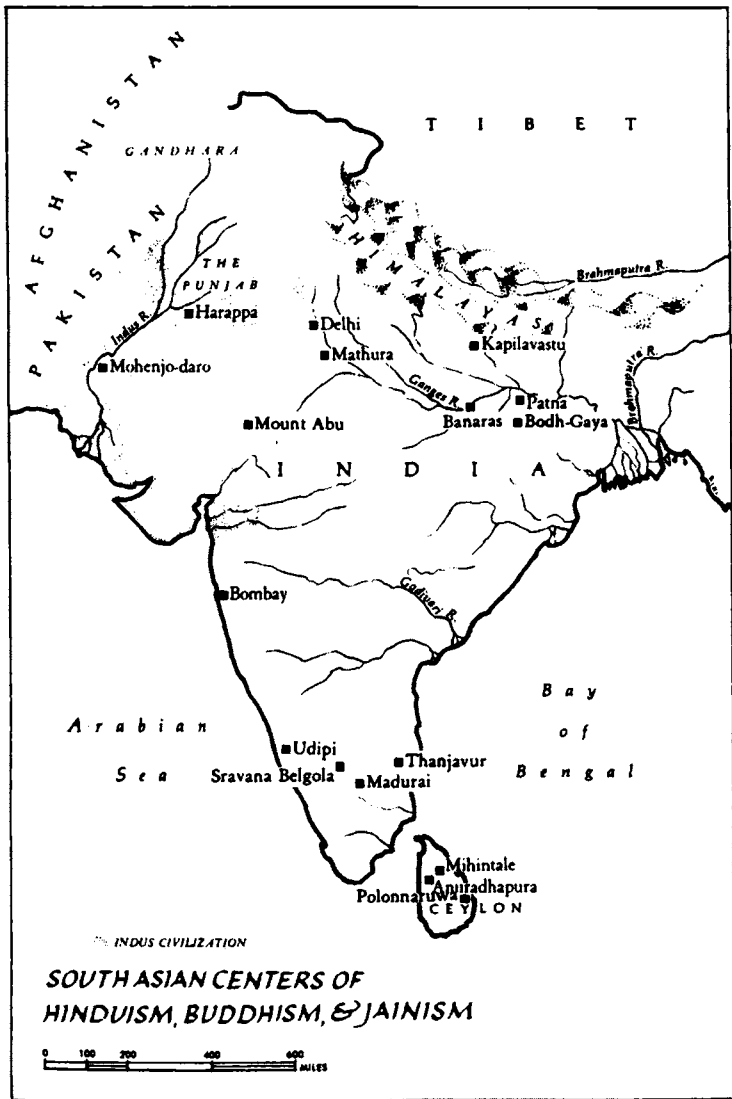 AFGHANISTAN
PAKISTAN
GANDHARA
TIBET
HIMALAYAS
THE
PUNJAB
Brahmaputra R.
Indus R.
Harappa
Delhi
Mathura
Kapilavastu
Mohenjo-daro
Ganges R.
Brahmaputra R.
Patna
Banaras
Bodh-Gaya
Mount Abu
INDIA
Bombay
Gadivari R.
Arabian
Sea
Bay
of
Bengal
Udipi
Sravana Belgola
Thanjavur
Madurai
Mihintale
Anuradhapura
Polonnaruwa
CEYLON
INDUS CIVILIZATION
SOUTH ASIAN CENTERS OF
HINDUISM, BUDDHISM, & JAINISM
0 100 200 400 600
MILES